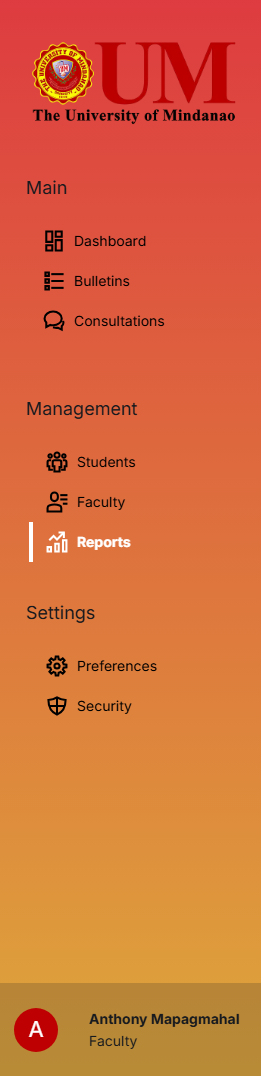 UM
The University of Mindanao
Main
Dashboard
Bulletins
Consultations
Management
Students
Faculty
Reports
Settings
Preferences
Security
A
Anthony Mapagmahal
Faculty